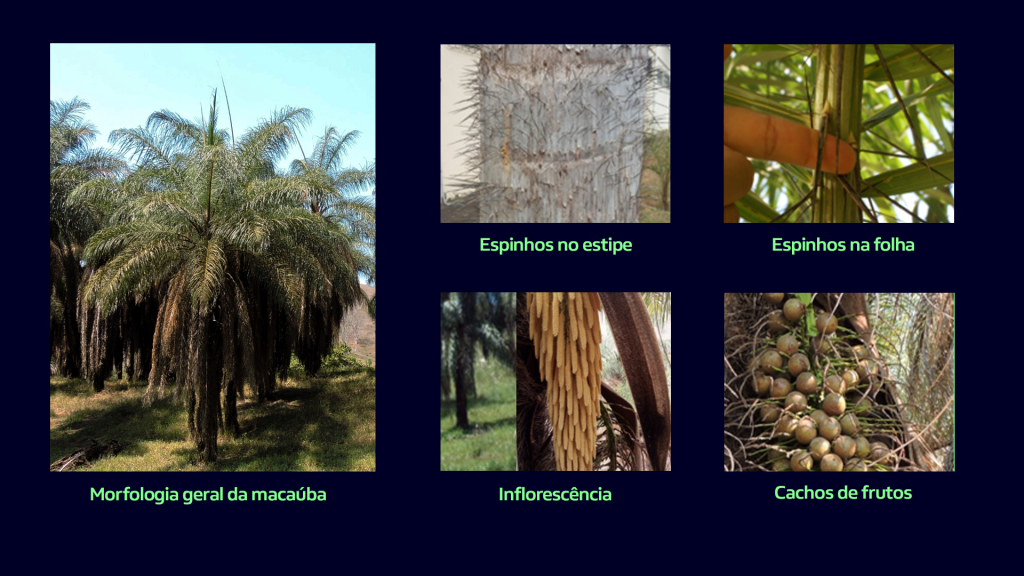 Espinhos no estipe
Espinhos na folha
Morfologia geral da macaúba
Inflorescência
Cachos de frutos